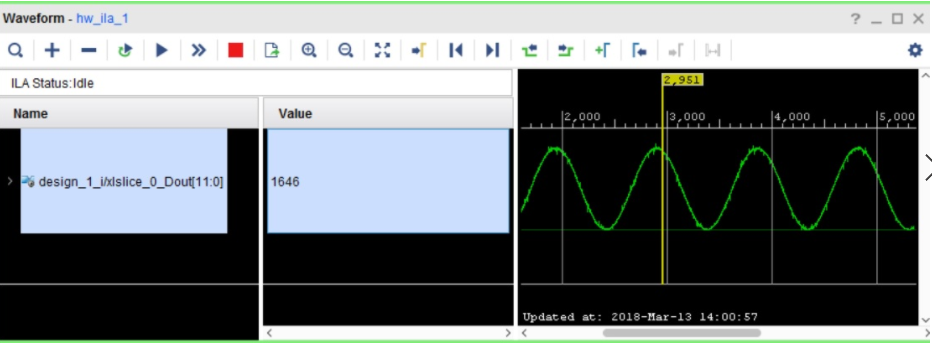 Waveform - hw_ila_1
ILA Status:Idle
Name
Value
design_1_i/xlslice_0_Dout[11:0]
1646
2,951
2,000
3,000
4,000
5,000
Updated at: 2018-Mar-13 14:00:57